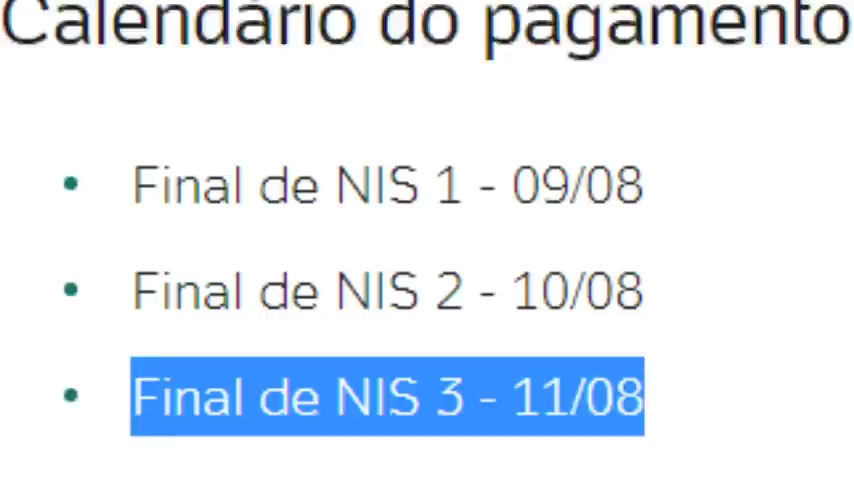 Calendário do pagamento
Final de NIS 1 - 09/08
Final de NIS 2 - 10/08
Final de NIS 3 - 11/08